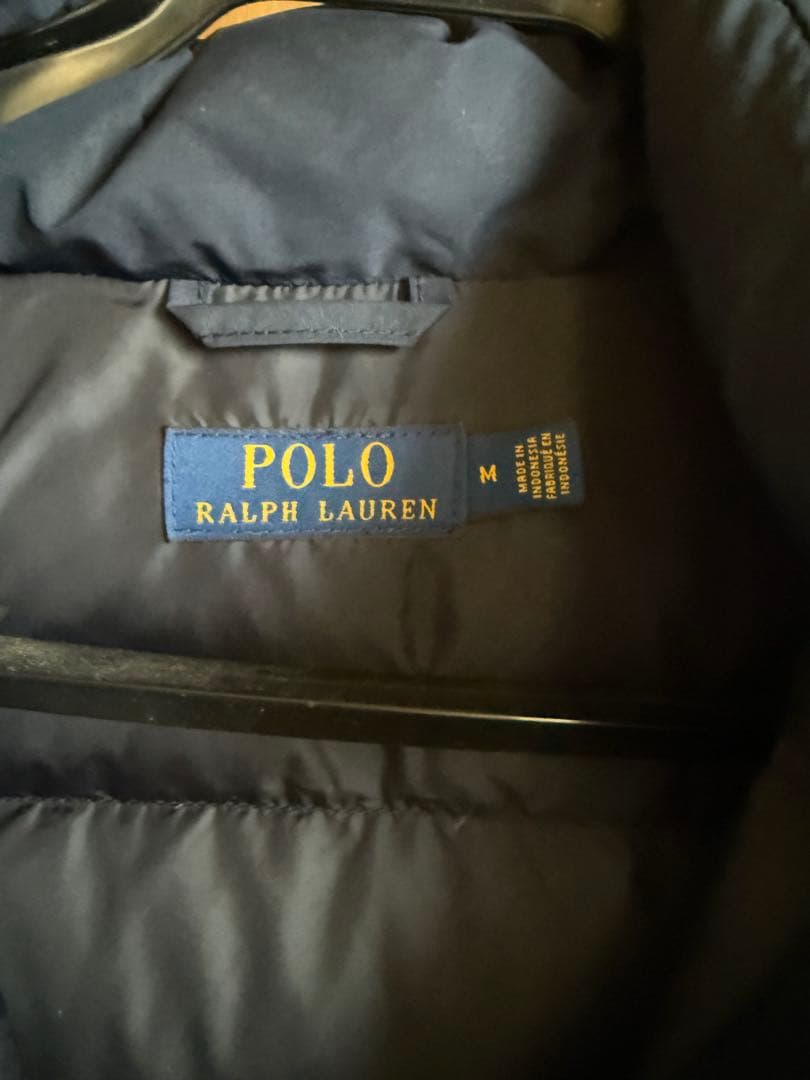 POLO
RALPH LAUREN
M
MADE IN
INDONESIA
FABRIQUÉ EN
INDONÉSIE